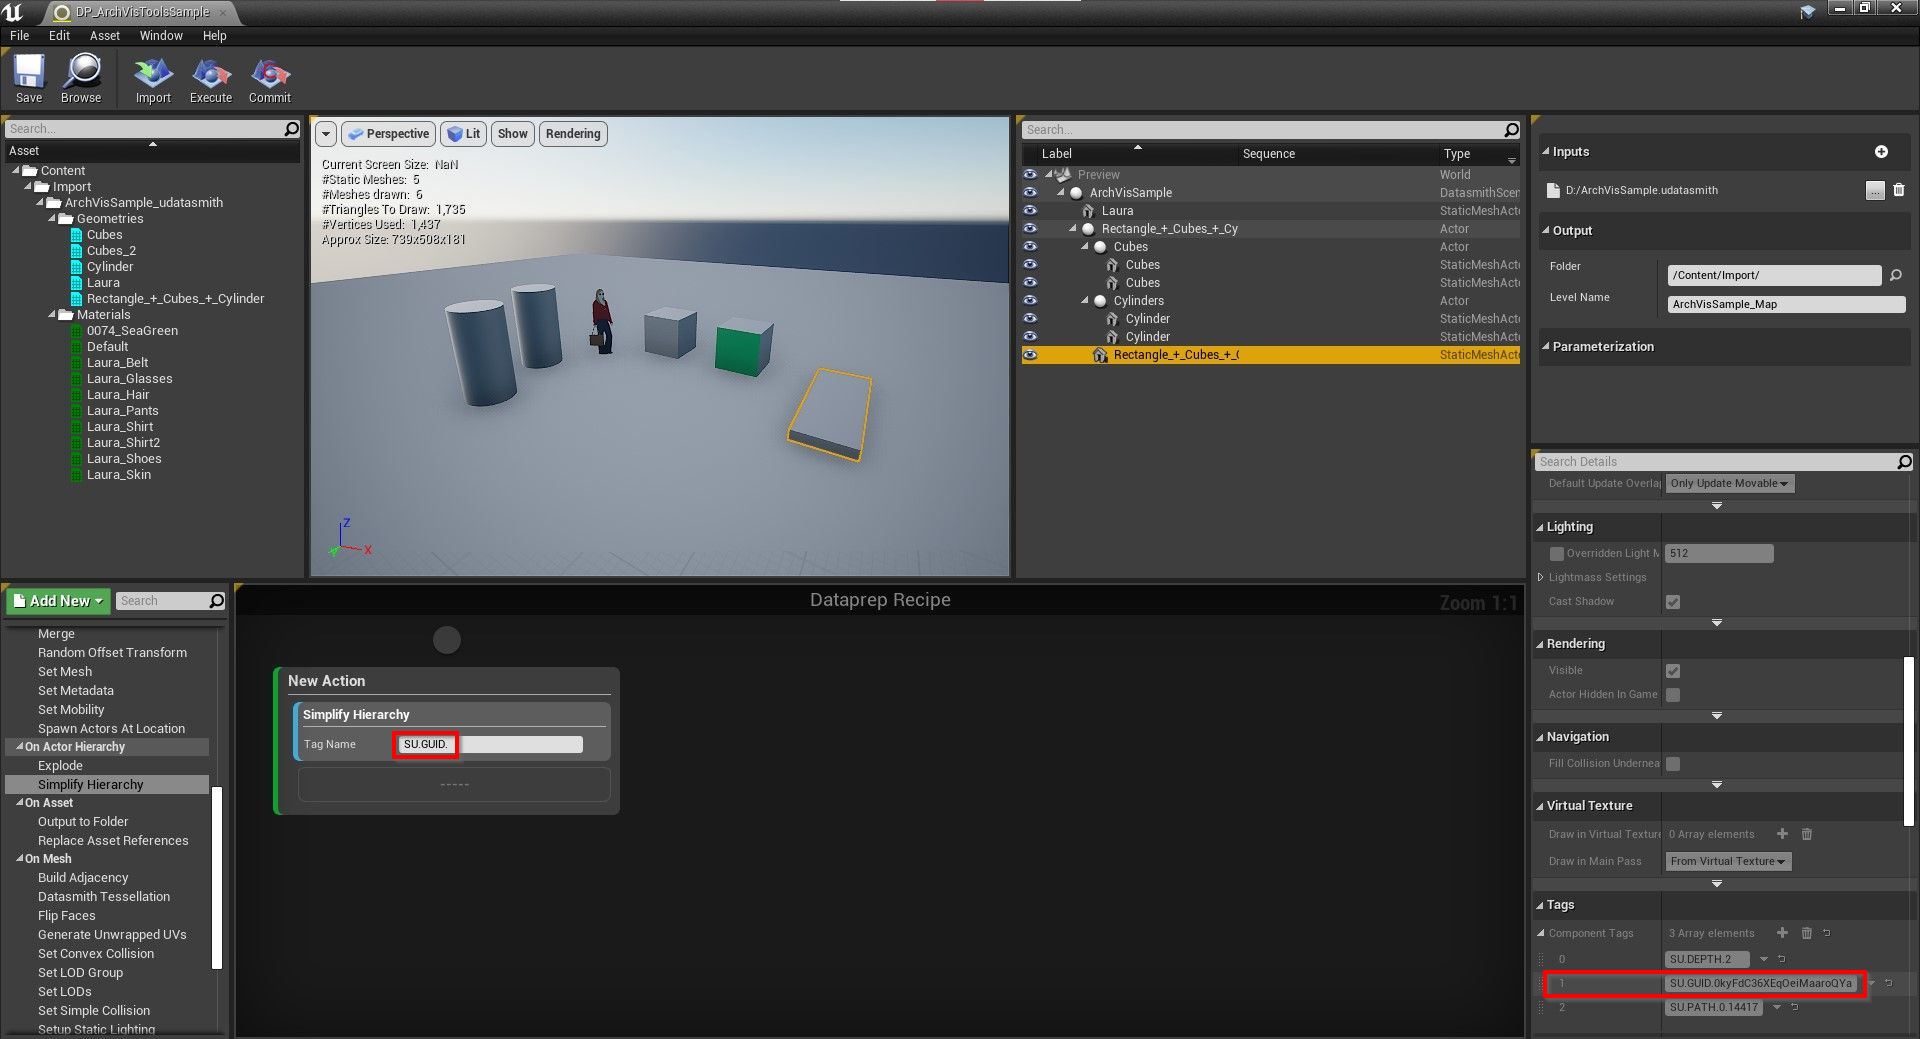 DP_ArchVisToolsSample
File Edit Asset Window Help
Save Browse Import Execute Commit
Search...
Asset
Content
Import
ArchVisSample_udatasmith
Geometries
Cubes
Cubes_2
Cylinder
Laura
Rectangle_+_Cubes_+_Cylinder
Materials
0074_SeaGreen
Default
Laura_Belt
Laura_Glasses
Laura_Hair
Laura_Pants
Laura_Shirt
Laura_Shirt2
Laura_Shoes
Laura_Skin
Perspective Lit Show Rendering
Current Screen Size: NaN
#Static Meshes: 5
#Meshes drawn: 6
#Triangles To Draw: 1,735
#Vertices Used: 1,437
Approx Size: 739x508x181
Z
X
Search...
Label Sequence Type
Preview World
ArchVisSample DatasmithScen
Laura StaticMeshActo
Rectangle_+_Cubes_+_Cy Actor
Cubes Actor
Cubes StaticMeshActo
Cubes StaticMeshActo
Cylinders Actor
Cylinder StaticMeshActo
Cylinder StaticMeshActo
Rectangle_+_Cubes_+_( StaticMeshActo
Inputs
D:/ArchVisSample.udatasmith ...
Output
Folder /Content/Import/
Level Name ArchVisSample_Map
Parameterization
Add New Search
Merge
Random Offset Transform
Set Mesh
Set Metadata
Set Mobility
Spawn Actors At Location
On Actor Hierarchy
Explode
Simplify Hierarchy
On Asset
Output to Folder
Replace Asset References
On Mesh
Build Adjacency
Datasmith Tessellation
Flip Faces
Generate Unwrapped UVs
Set Convex Collision
Set LOD Group
Set LODs
Set Simple Collision
Setup Static Lighting
Dataprep Recipe
Zoom 1:1
New Action
Simplify Hierarchy
Tag Name SU.GUID.
-----
Search Details
Default Update Overlap Only Update Movable
Lighting
Overridden Light M 512
Lightmass Settings
Cast Shadow
Rendering
Visible
Actor Hidden In Game
Navigation
Fill Collision Undernea
Virtual Texture
Draw in Virtual Texture 0 Array elements
Draw in Main Pass From Virtual Texture
Tags
Component Tags 3 Array elements
0 SU.DEPTH.2
1 SU.GUID.0kyFdC36XEqOeiMaaroQYa
2 SU.PATH.0.14417